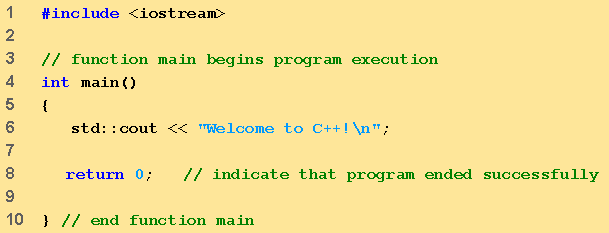 1 #include <iostream>
2
3 // function main begins program execution
4 int main()
5 {
6 std::cout << "Welcome to C++!\n";
7
8 return 0; // indicate that program ended successfully
9
10 } // end function main